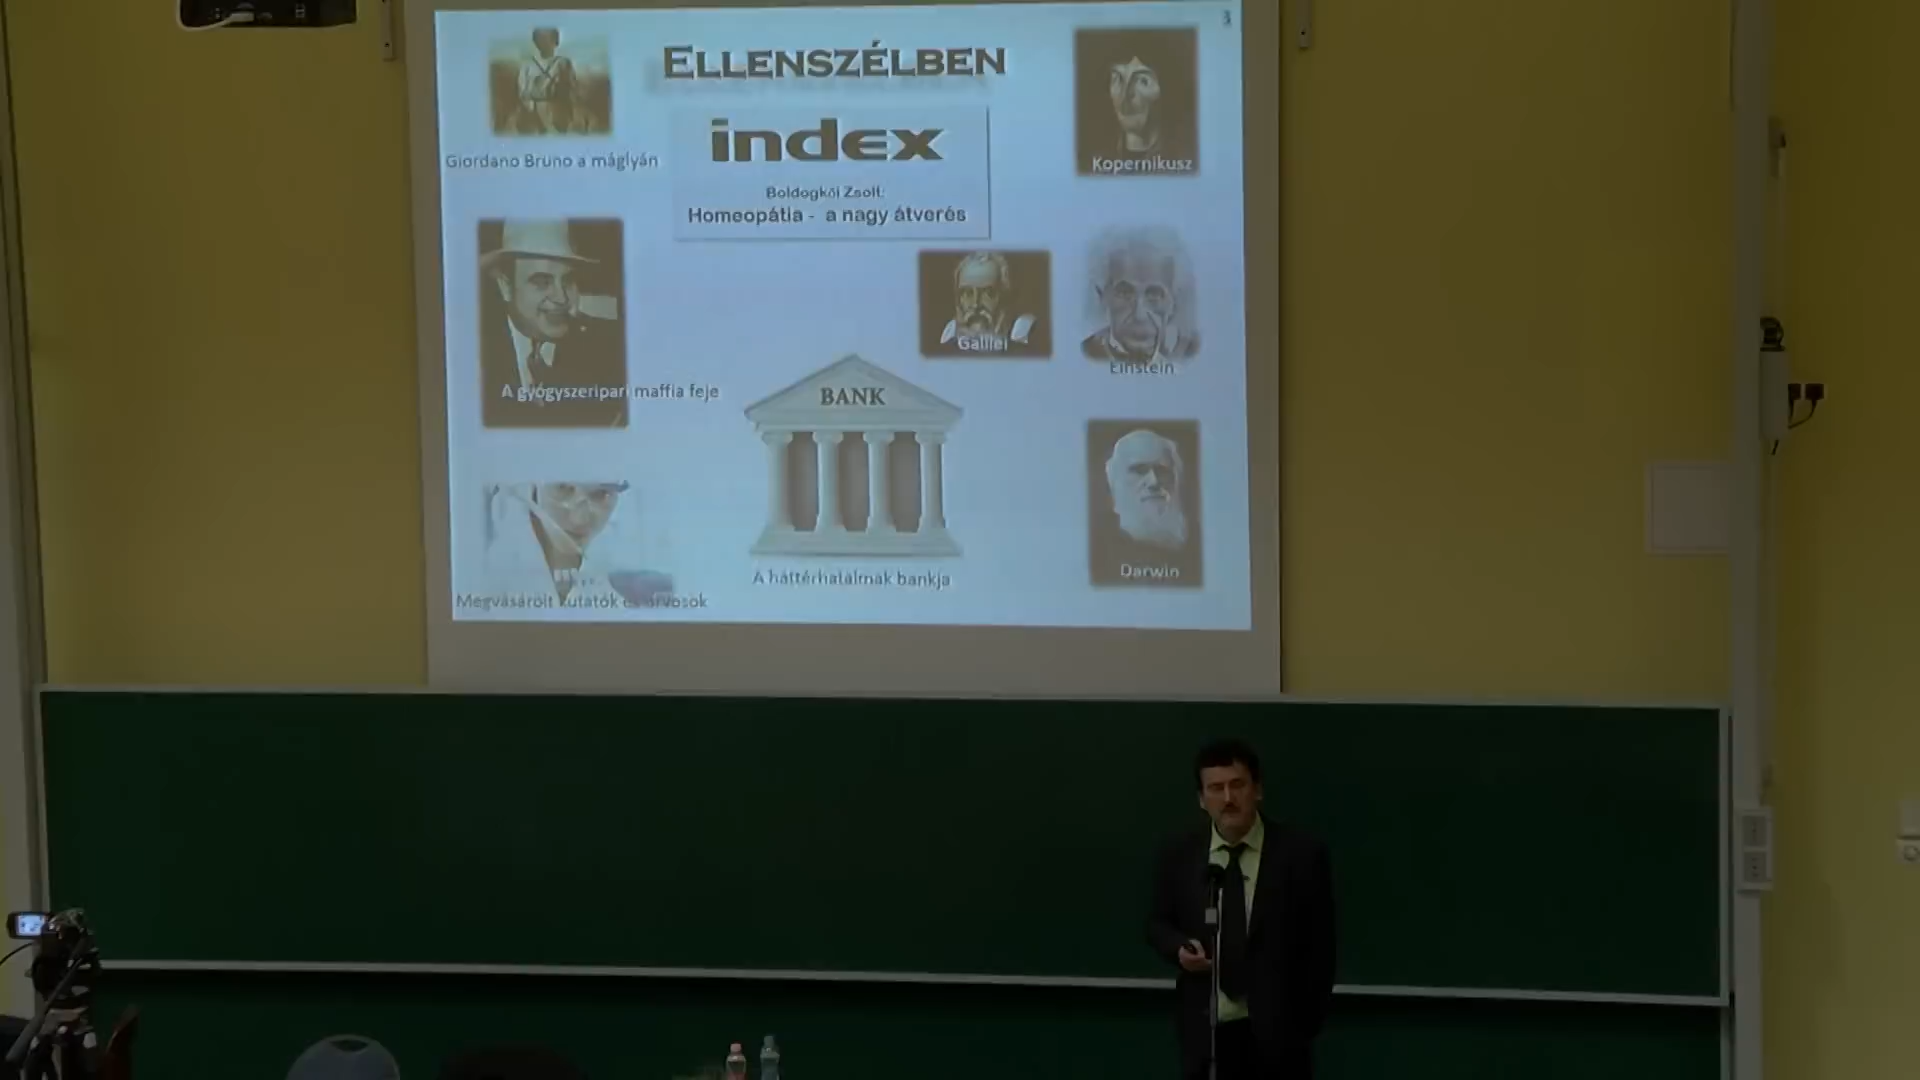 3
ELLENSZÉLBEN
index
Boldogkői Zsolt:
Homeopátia - a nagy átverés
Giordano Bruno a máglyán
Kopernikusz
Galilei
Einstein
A gyógyszeripari maffia feje
BANK
Darwin
A háttérhatalmak bankja
Megvásárolt kutatók és orvosok